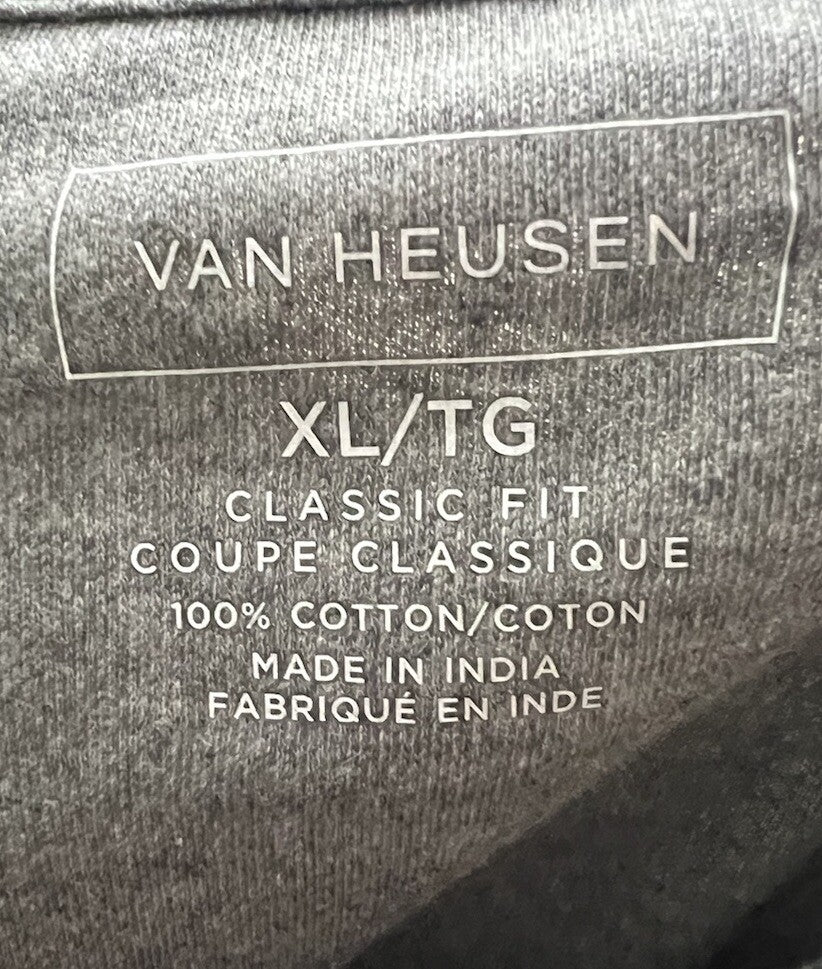 VAN HEUSEN
XL/TG
CLASSIC FIT
COUPE CLASSIQUE
100% COTTON/COTON
MADE IN INDIA
FABRIQUÉ EN INDE